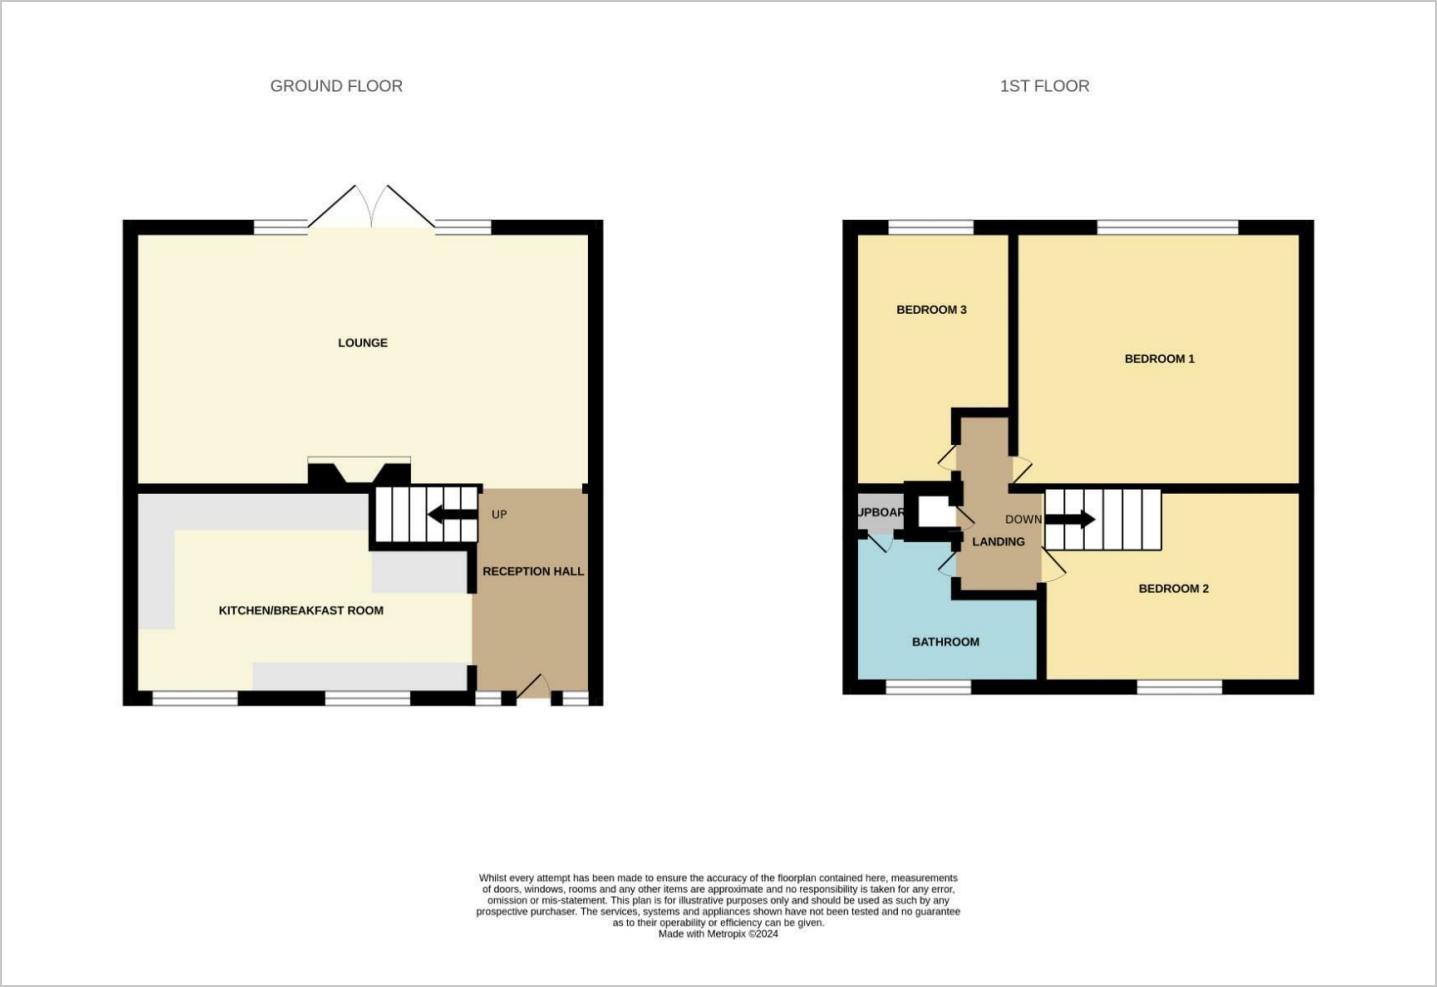 GROUND FLOOR
1ST FLOOR
LOUNGE
UP
RECEPTION HALL
KITCHEN/BREAKFAST ROOM
BEDROOM 3
BEDROOM 1
UPBOAR
DOWN
LANDING
BEDROOM 2
BATHROOM
Whilst every attempt has been made to ensure the accuracy of the floorplan contained here, measurements
of doors, windows, rooms and any other items are approximate and no responsibility is taken for any error,
omission or mis-statement. This plan is for illustrative purposes only and should be used as such by any
prospective purchaser. The services, systems and appliances shown have not been tested and no guarantee
as to their operability or efficiency can be given.
Made with Metropix ©2024